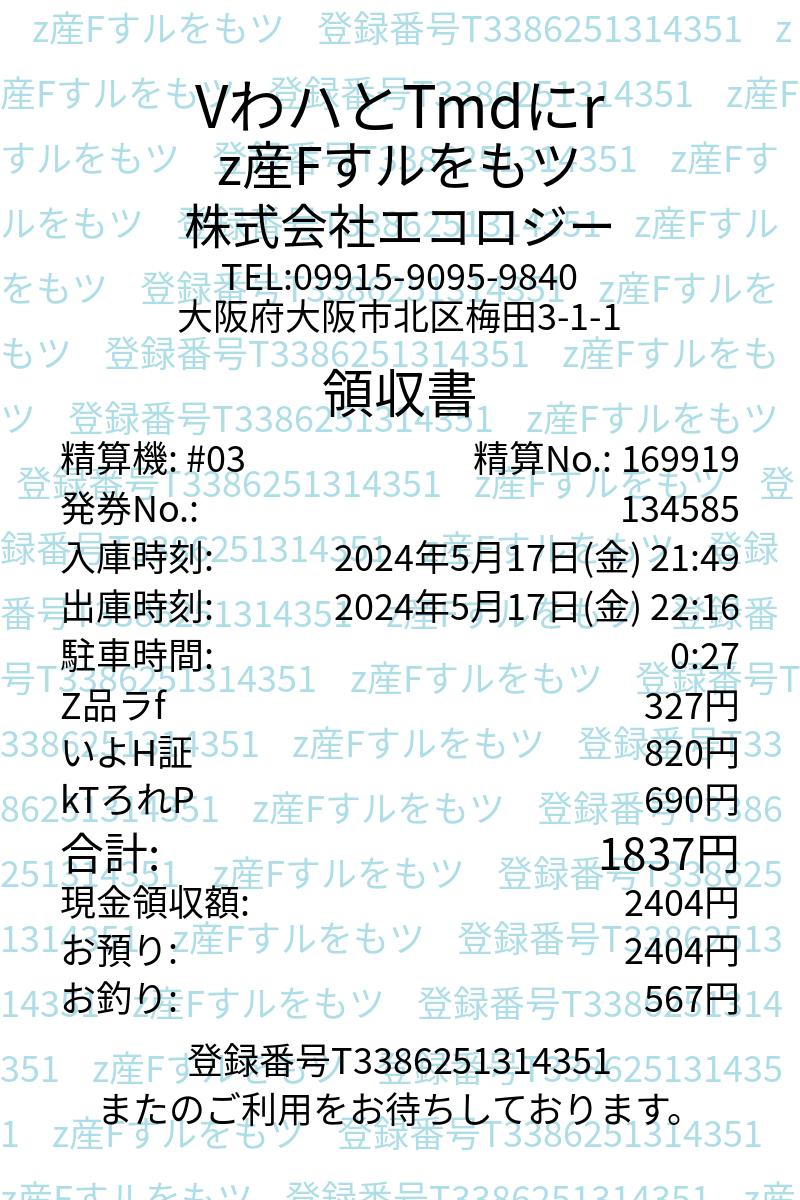 VわハとTmdにr
z産Fすルをもツ
株式会社エコロジー
TEL:09915-9095-9840
大阪府大阪市北区梅田3-1-1
領収書
精算機: #03 精算No.: 169919
発券No.: 134585
入庫時刻: 2024年5月17日(金) 21:49
出庫時刻: 2024年5月17日(金) 22:16
駐車時間: 0:27
Z品ラf 327円
いよH証 820円
kTろれP 690円
合計: 1837円
現金領収額: 2404円
お預り: 2404円
お釣り: 567円
登録番号T3386251314351
またのご利用をお待ちしております。